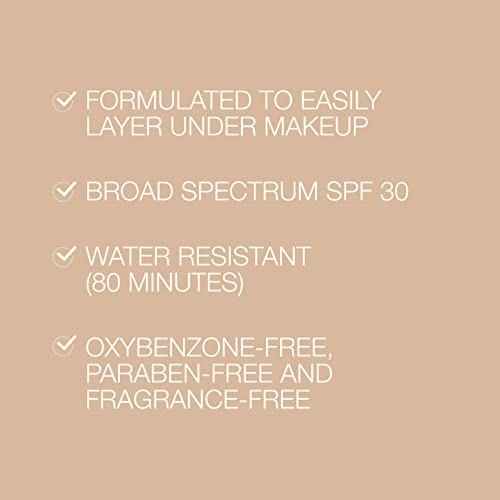 FORMULATED TO EASILY
LAYER UNDER MAKEUP
BROAD SPECTRUM SPF 30
WATER RESISTANT
(80 MINUTES)
OXYBENZONE-FREE,
PARABEN-FREE AND
FRAGRANCE-FREE